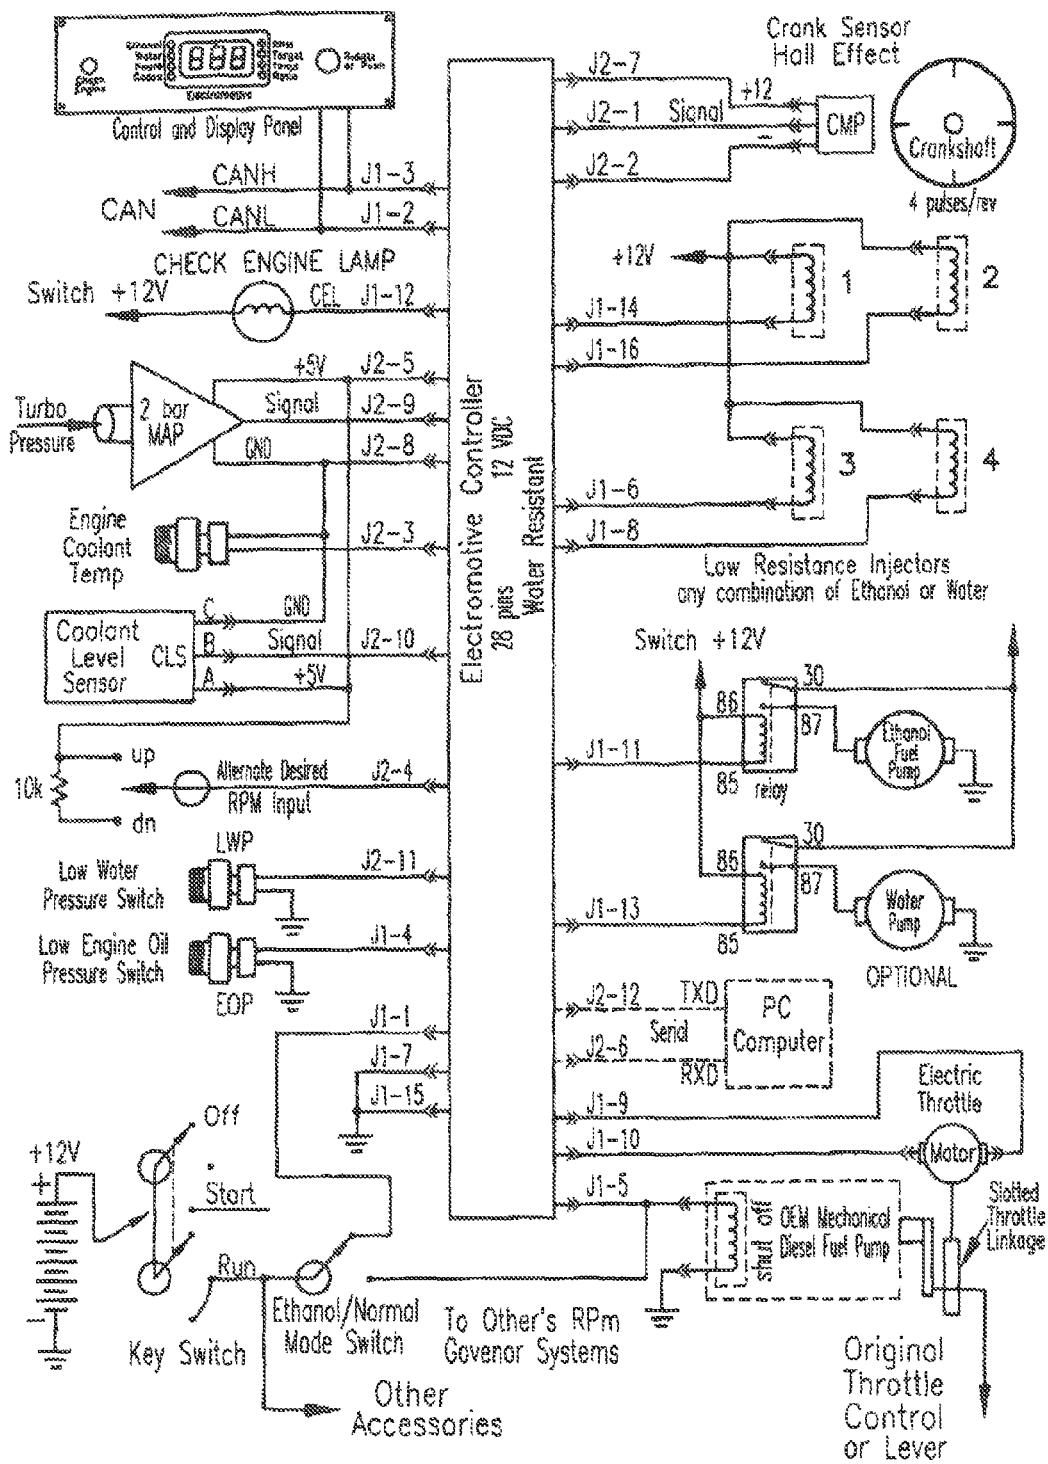 Crank Sensor
Hall Effect
Control and Display Panel
J2-7
+12
J2-1
Signal
CMP
Crankshaft
-
J2-2
4 pulses/rev
CANH
J1-3
CAN
CANL
J1-2
CHECK ENGINE LAMP
Switch +12V
CEL
J1-12
+12V
1
2
J1-14
J1-16
+5V
J2-5
Turbo
Pressure
2 bar
MAP
Signal
J2-9
GND
J2-8
Electromotive Controller
12 VDC
28 pins
Water Resistant
3
4
J1-6
J1-8
Engine
Coolant
Temp
J2-3
Low Resistance Injectors
any combination of Ethanol or Water
Coolant
Level
Sensor
CLS
C
GND
B
Signal
J2-10
A
+5V
Switch +12V
86
30
87
J1-11
85
relay
Ethanol
Fuel
Pump
10k
up
dn
Alternate Desired
RPM input
J2-4
LWP
Low Water
Pressure Switch
J2-11
86
30
87
J1-13
85
Water
Pump
OPTIONAL
Low Engine Oil
Pressure Switch
EOP
J1-4
J2-12
TXD
Serial
J2-6
RXD
PC
Computer
J1-1
J1-7
J1-15
J1-9
J1-10
Electric
Throttle
Motor
J1-5
shut off
OEM Mechanical
Diesel Fuel Pump
Slotted
Throttle
Linkage
+12V
+
-
Off
Start
Run
Key Switch
Ethanol/Normal
Mode Switch
To Other's RPm
Govenor Systems
Other
Accessories
Original
Throttle
Control
or Lever